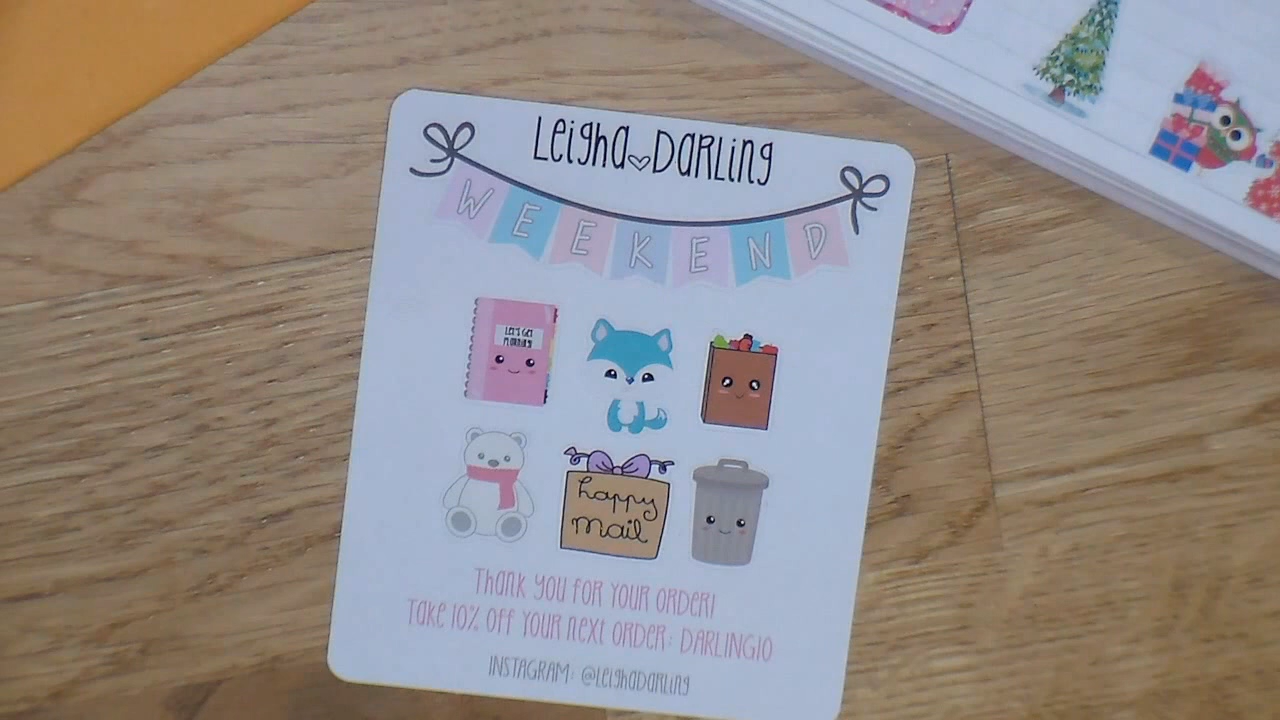 Leigha♡Darling
WEEKEND
LET'S GET
PLANNING!
happy
mail
Thank you for your order!
Take 10% off your next order: DARLING10
INSTAGRAM: @LeighaDarling